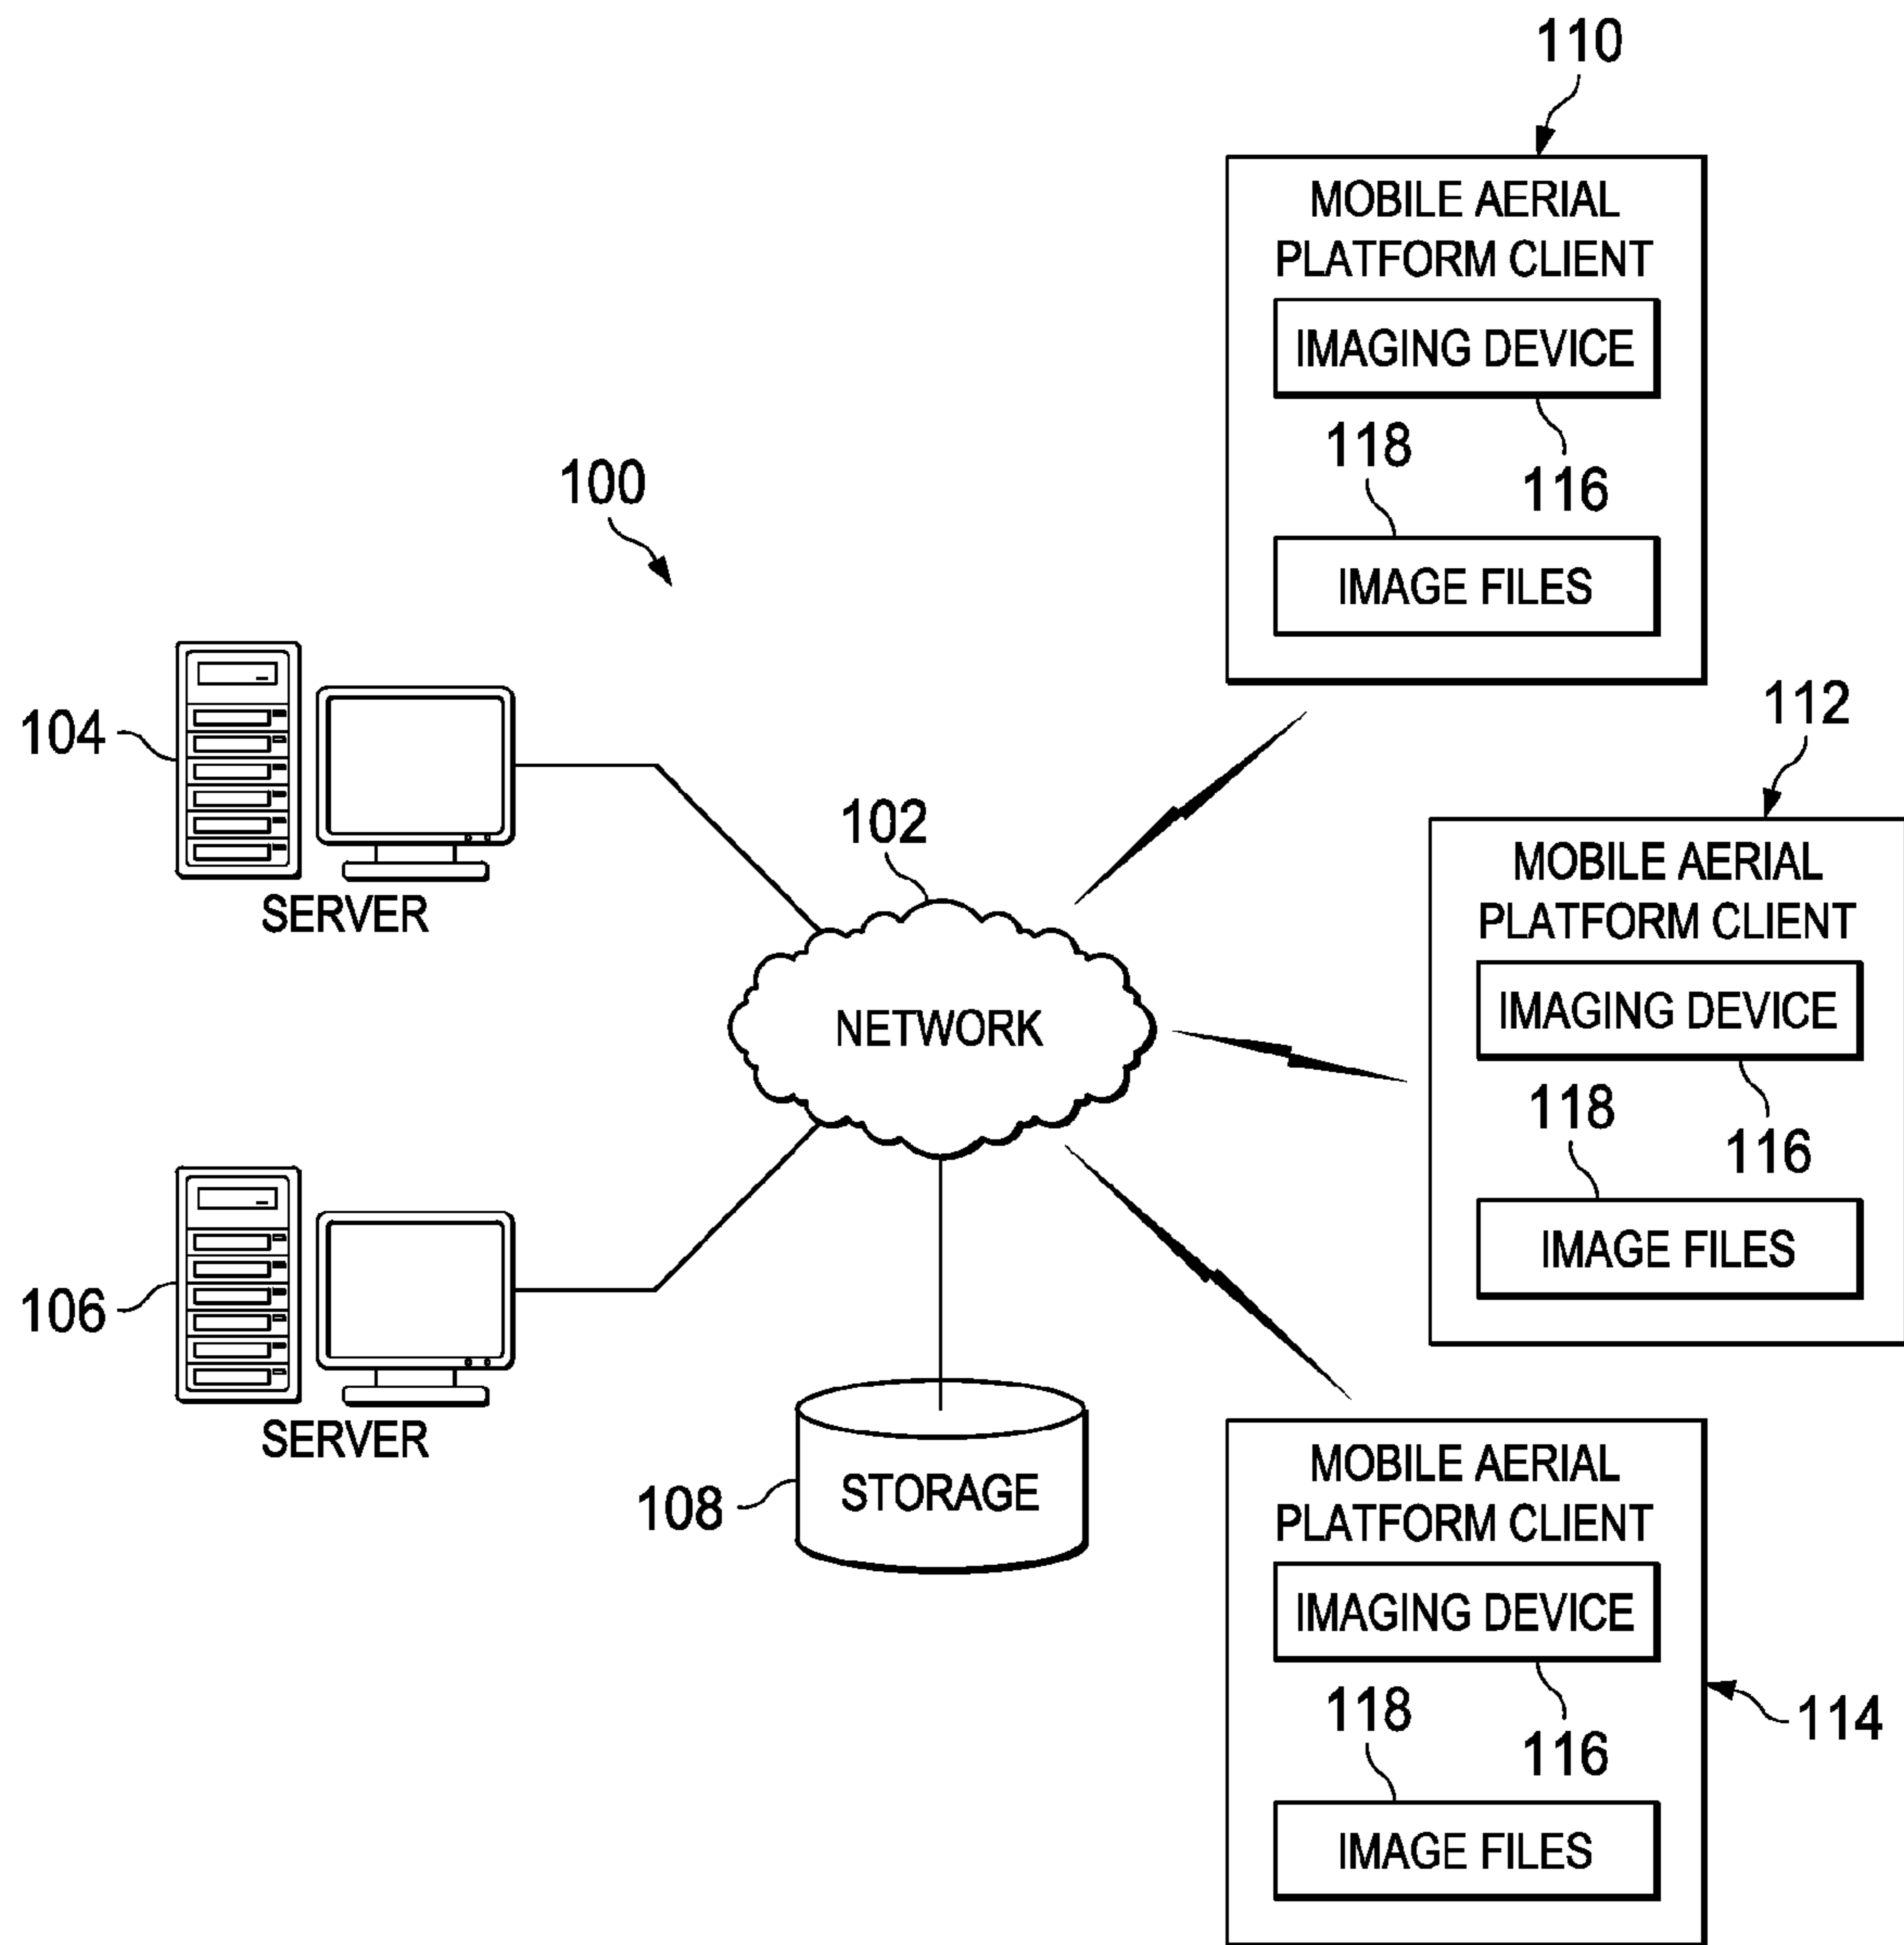 110
MOBILE AERIAL
PLATFORM CLIENT
IMAGING DEVICE
118
116
IMAGE FILES
100
104
SERVER
112
MOBILE AERIAL
PLATFORM CLIENT
IMAGING DEVICE
118
116
IMAGE FILES
102
NETWORK
106
SERVER
108
STORAGE
MOBILE AERIAL
PLATFORM CLIENT
IMAGING DEVICE
118
116
114
IMAGE FILES